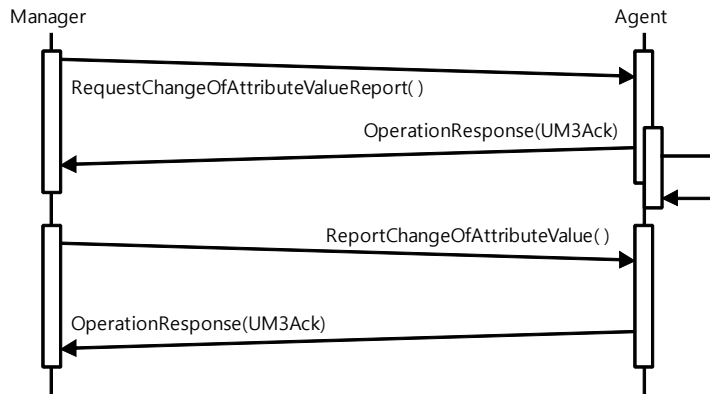 Manager
Agent
RequestChangeOfAttributeValueReport( )
OperationResponse(UM3Ack)
ReportChangeOfAttributeValue( )
OperationResponse(UM3Ack)